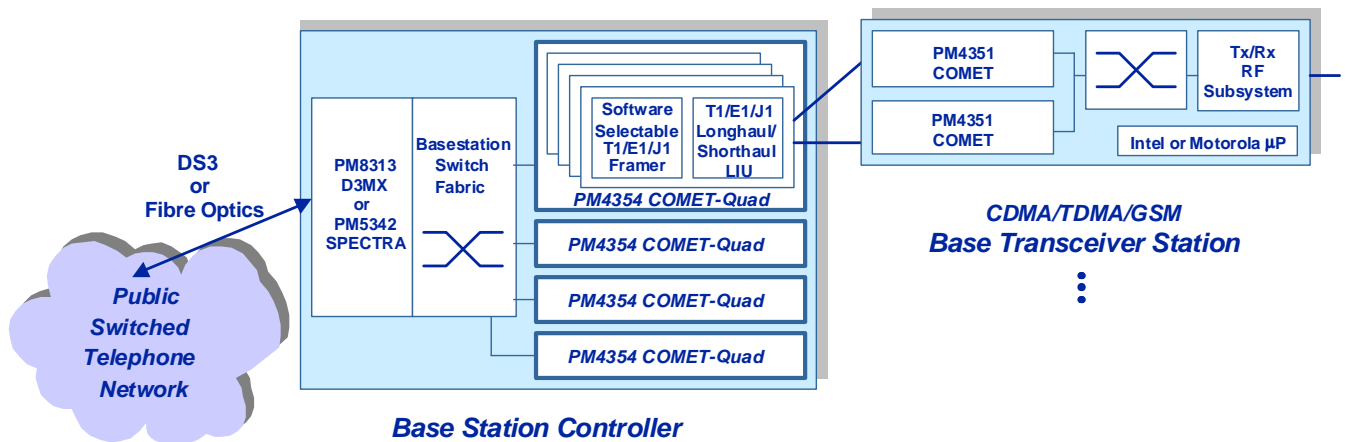 DS3
or
Fibre Optics
Public
Switched
Telephone
Network
PM8313
D3MX
or
PM5342
SPECTRA
Basestation
Switch
Fabric
Software
Selectable
T1/E1/J1
Framer
T1/E1/J1
Longhaul/
Shorthaul
LIU
PM4354 COMET-Quad
PM4354 COMET-Quad
PM4354 COMET-Quad
PM4354 COMET-Quad
Base Station Controller
PM4351
COMET
PM4351
COMET
Tx/Rx
RF
Subsystem
Intel or Motorola µP
CDMA/TDMA/GSM
Base Transceiver Station